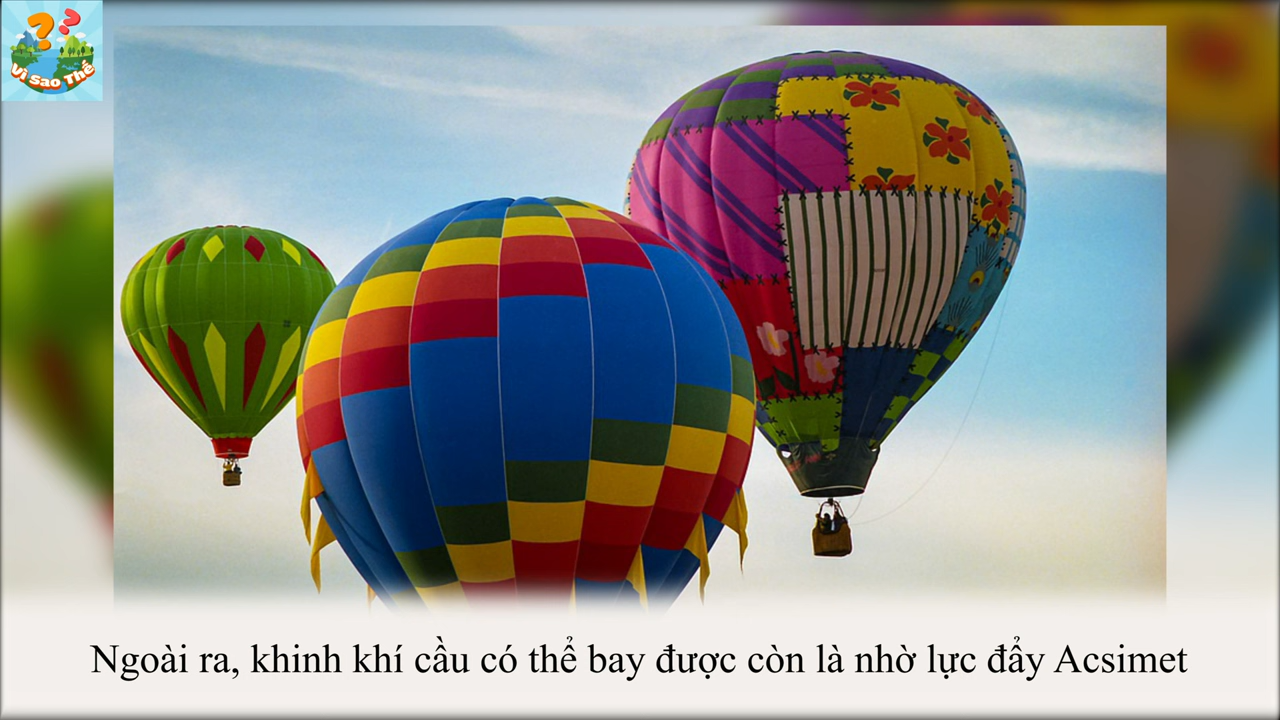 ??
Vì Sao Thế
Ngoài ra, khinh khí cầu có thể bay được còn là nhờ lực đẩy Acsimet